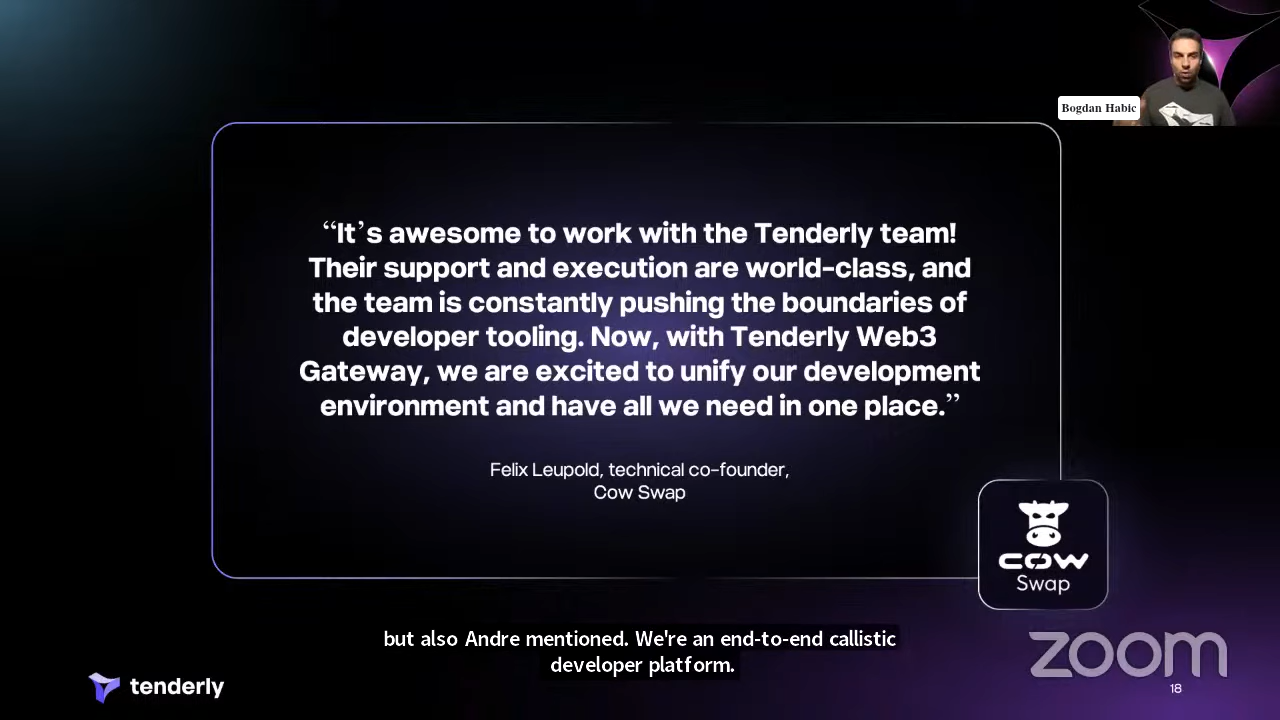 Bogdan Habic
“It’s awesome to work with the Tenderly team!
Their support and execution are world-class, and
the team is constantly pushing the boundaries of
developer tooling. Now, with Tenderly Web3
Gateway, we are excited to unify our development
environment and have all we need in one place.”
Felix Leupold, technical co-founder,
Cow Swap
COW
Swap
but also Andre mentioned. We're an end-to-end callistic
developer platform.
zoom
tenderly
18